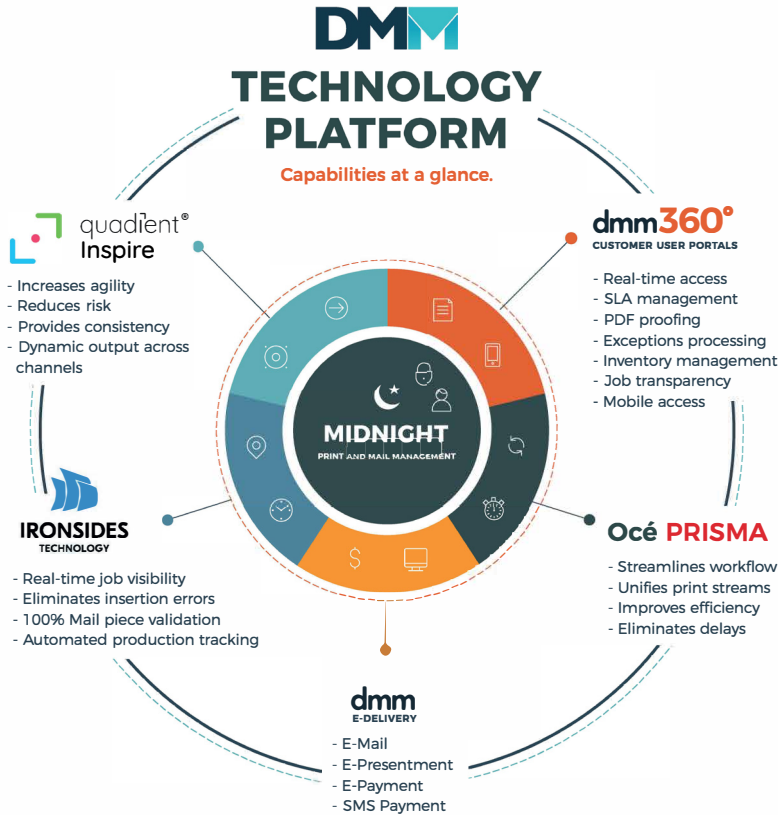 DMM
TECHNOLOGY
PLATFORM
Capabilities at a glance.
quadient®
Inspire
- Increases agility
- Reduces risk
- Provides consistency
- Dynamic output across
channels
dmm360°
CUSTOMER USER PORTALS
- Real-time access
- SLA management
- PDF proofing
- Exceptions processing
- Inventory management
- Job transparency
- Mobile access
MIDNIGHT
PRINT AND MAIL MANAGEMENT
$
IRONSIDES
TECHNOLOGY
- Real-time job visibility
- Eliminates insertion errors
- 100% Mail piece validation
- Automated production tracking
Océ PRISMA
- Streamlines workflow
- Unifies print streams
- Improves efficiency
- Eliminates delays
dmm
E-DELIVERY
- E-Mail
- E-Presentment
- E-Payment
- SMS Payment